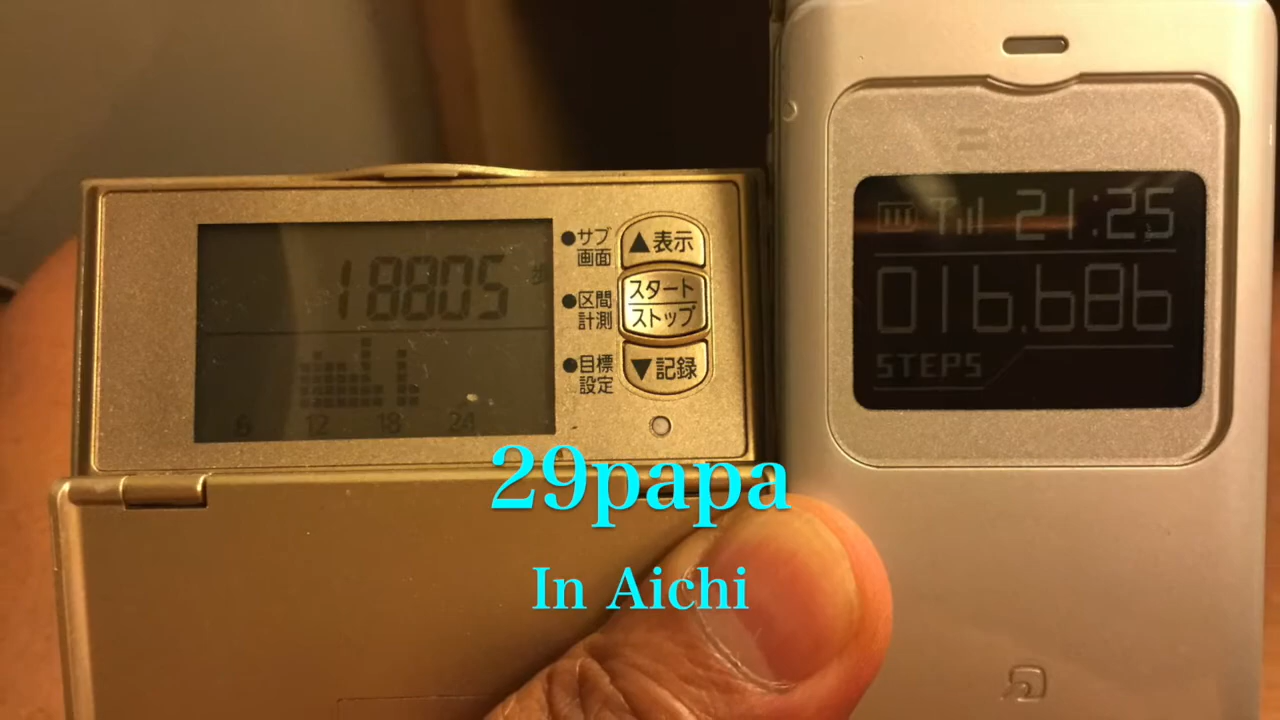 18805 歩
6 12 18 24
●サブ画面
▲表示
●区間計測
スタート
ストップ
●目標設定
▼記録
21:25
016,686
STEPS
29papa
In Aichi